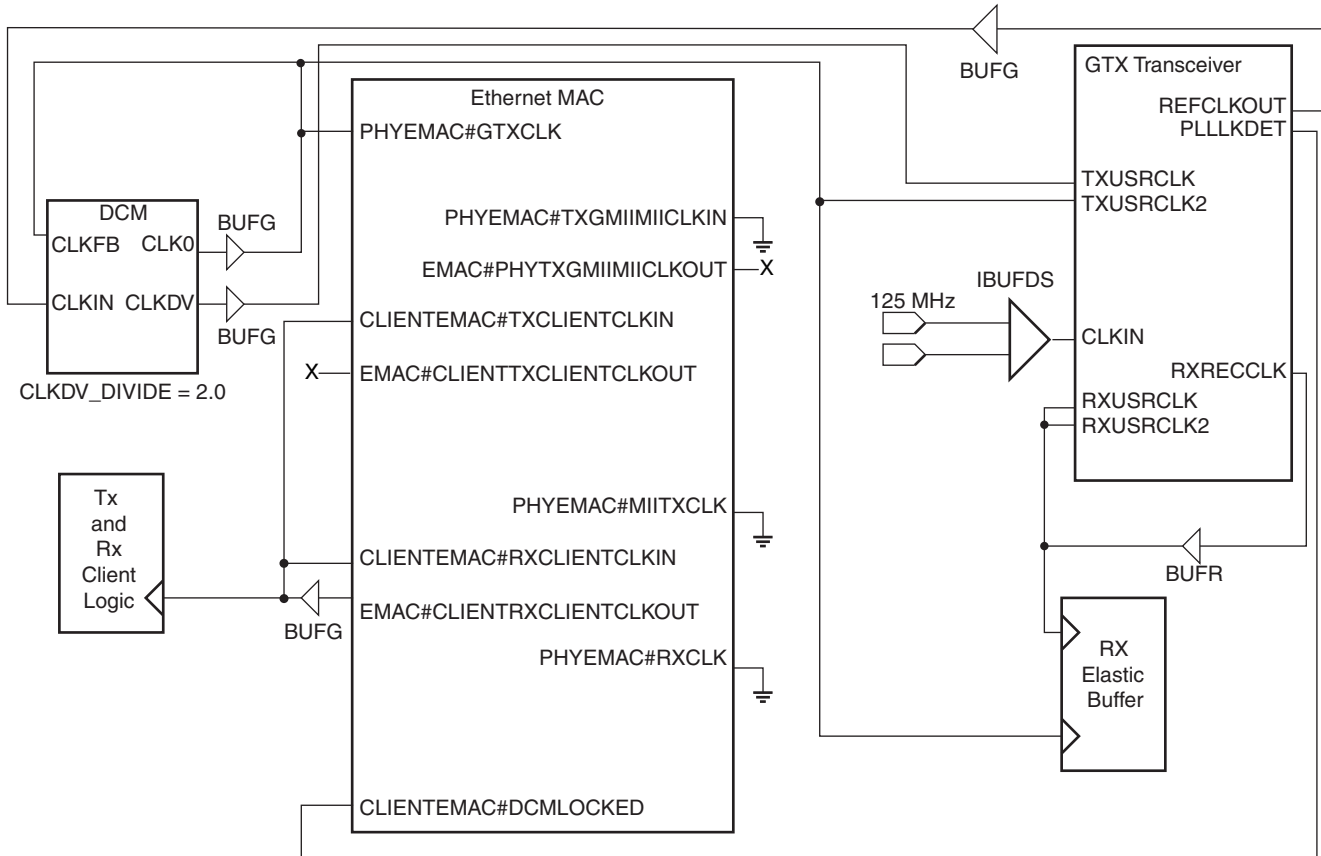 BUFG
GTX Transceiver
REFCLKOUT
PLLLKDET
TXUSRCLK
TXUSRCLK2
IBUFDS
125 MHz
CLKIN
RXRECCLK
RXUSRCLK
RXUSRCLK2
BUFR
RX
Elastic
Buffer
Ethernet MAC
PHYEMAC#GTXCLK
PHYEMAC#TXGMIIMIICLKIN
EMAC#PHYTXGMIIMIICLKOUT
X
CLIENTEMAC#TXCLIENTCLKIN
X
EMAC#CLIENTTXCLIENTCLKOUT
PHYEMAC#MIITXCLK
CLIENTEMAC#RXCLIENTCLKIN
EMAC#CLIENTRXCLIENTCLKOUT
BUFG
PHYEMAC#RXCLK
CLIENTEMAC#DCMLOCKED
DCM
BUFG
CLKFB CLK0
CLKIN CLKDV
BUFG
CLKDV_DIVIDE = 2.0
Tx
and
Rx
Client
Logic